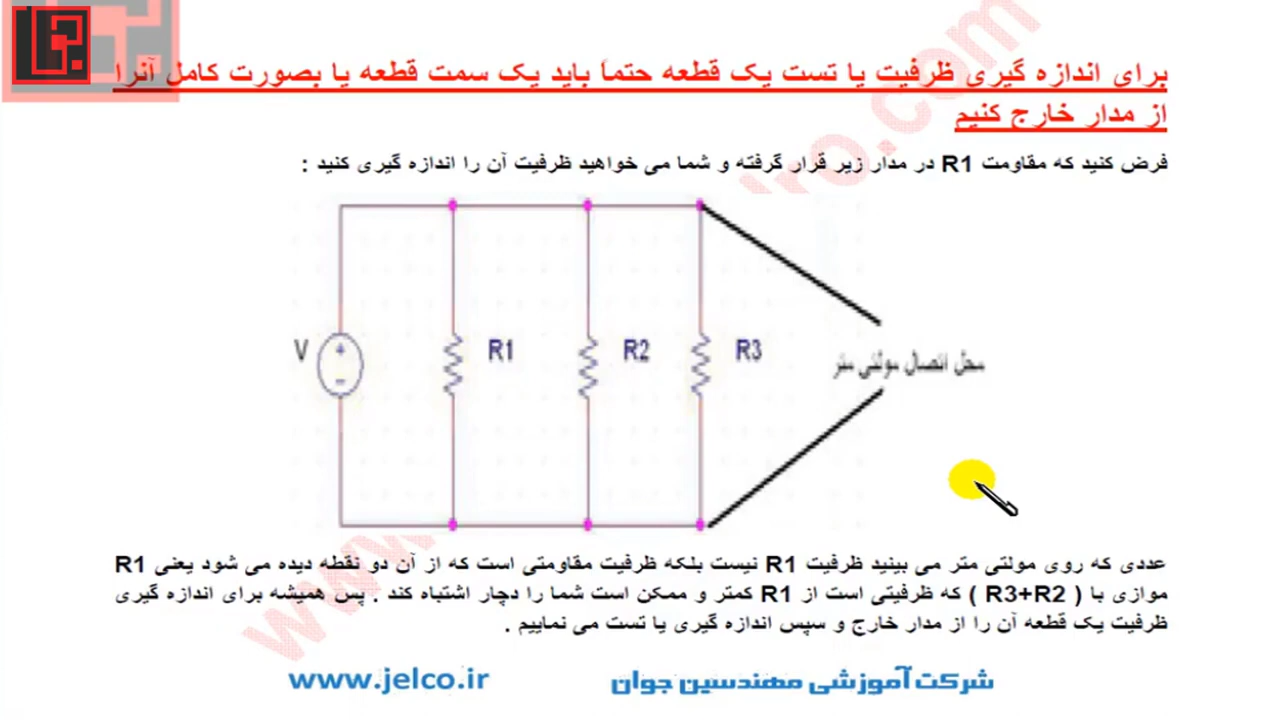 برای اندازه گیری ظرفیت یا تست یک قطعه حتماً باید یک سمت قطعه یا بصورت کامل آنرا
از مدار خارج کنیم
فرض کنید که مقاومت R1 در مدار زیر قرار گرفته و شما می خواهید ظرفیت آن را اندازه گیری کنید :
V
R1
R2
R3
محل اتصال مولتی متر
عددی که روی مولتی متر می بینید ظرفیت R1 نیست بلکه ظرفیت مقاومتی است که از آن دو نقطه دیده می شود یعنی R1
موازی با ( R3+R2 ) که ظرفیتی است از R1 کمتر و ممکن است شما را دچار اشتباه کند . پس همیشه برای اندازه گیری
ظرفیت یک قطعه آن را از مدار خارج و سپس اندازه گیری یا تست می نماییم .
شرکت آموزشی مهندسین جوان
www.jelco.ir